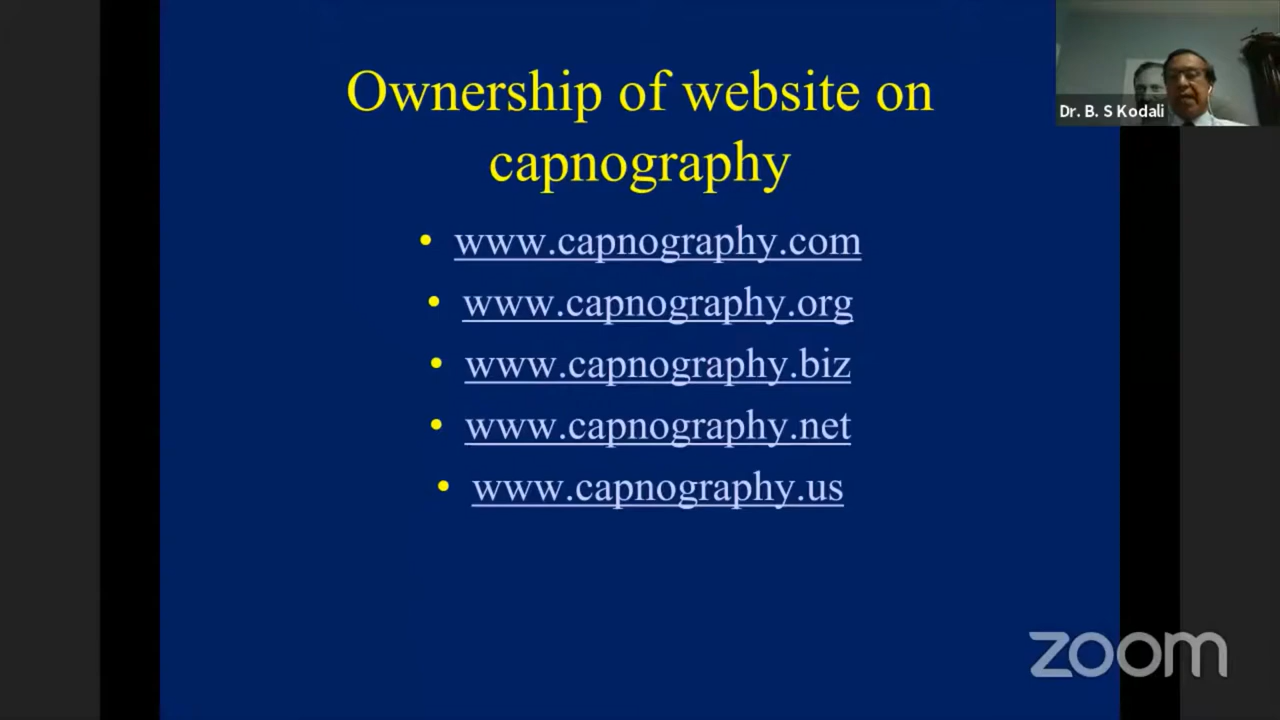 Ownership of website on
capnography
• www.capnography.com
• www.capnography.org
• www.capnography.biz
• www.capnography.net
• www.capnography.us
Dr. B. S Kodali
zoom